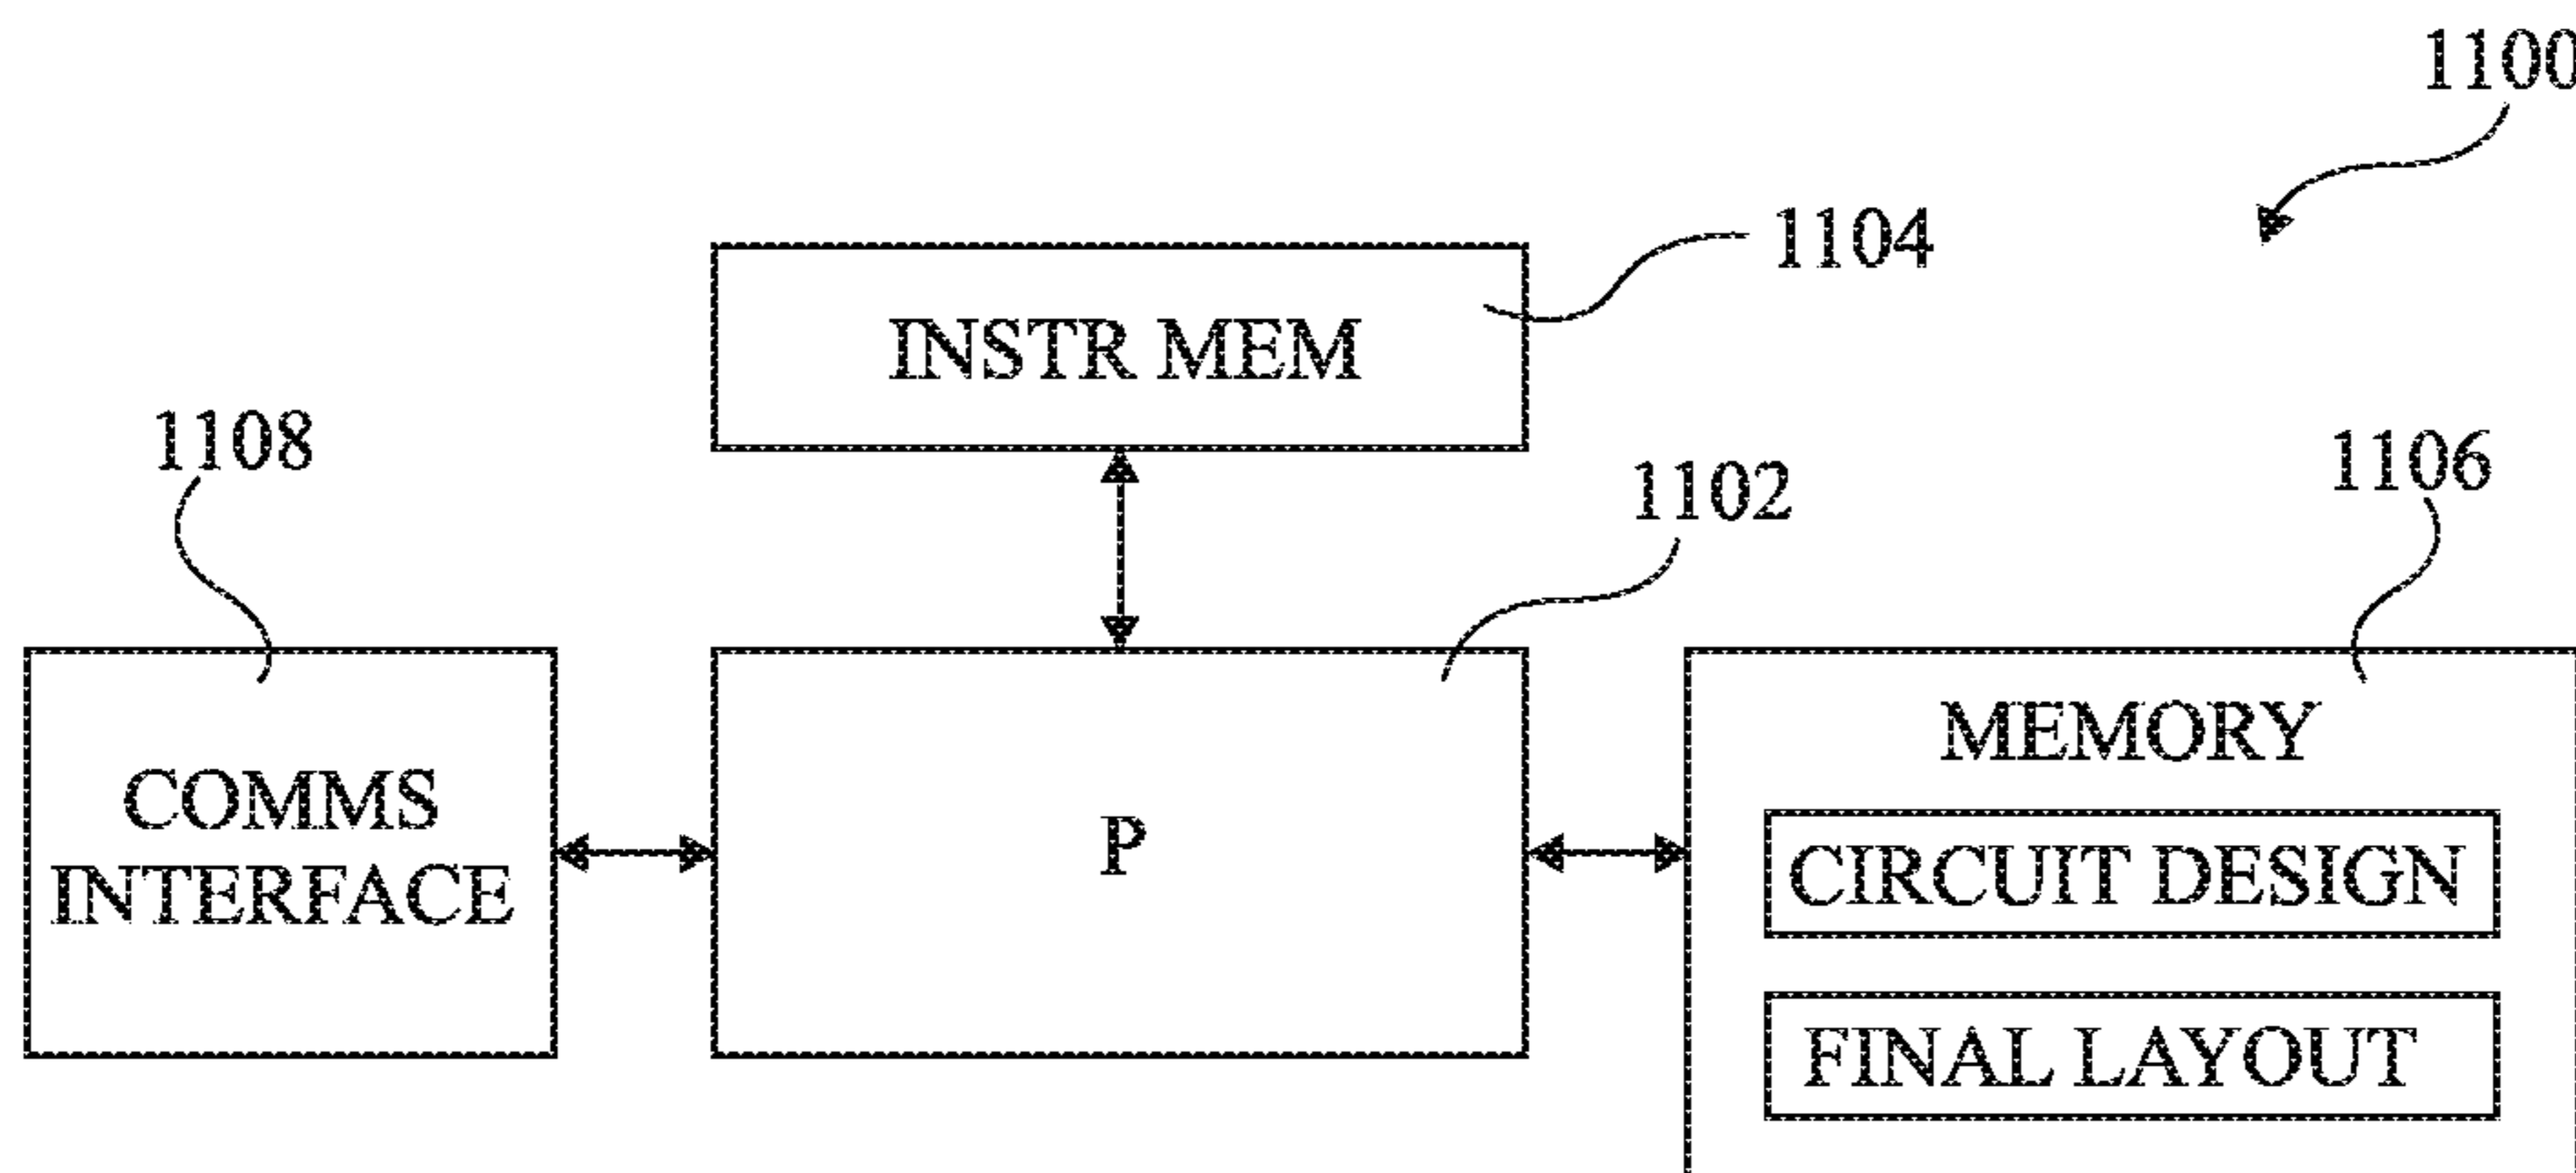 1100
1104
INSTR MEM
1108
1102
1106
MEMORY
COMMS
INTERFACE
P
CIRCUIT DESIGN
FINAL LAYOUT